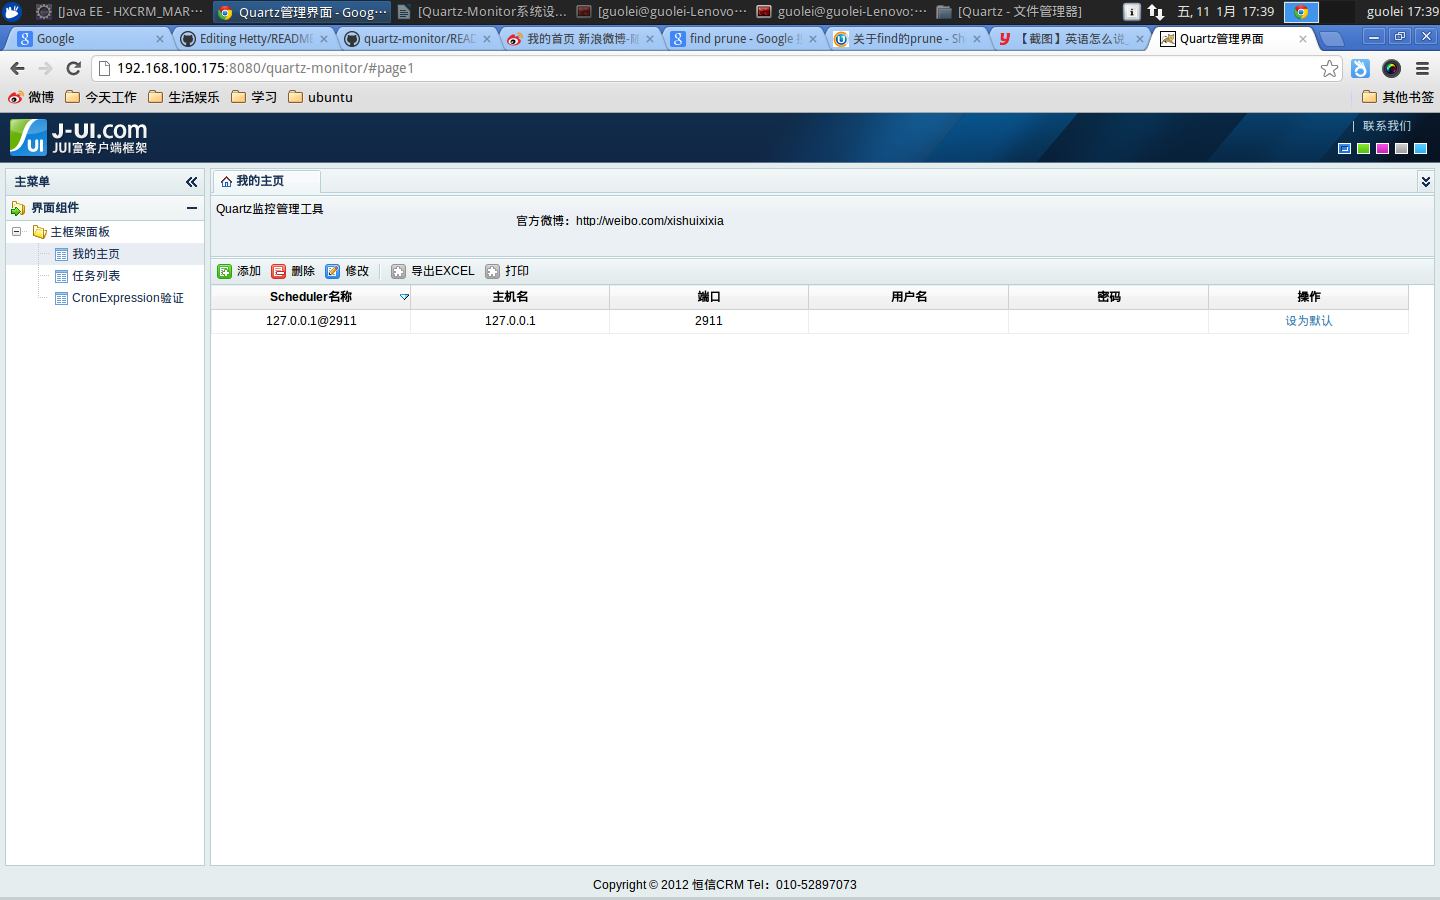 [Java EE - HXCRM_MAR… Quartz管理界面 - Goog… [Quartz-Monitor系统设... [guolei@guolei-Lenovo… guolei@guolei-Lenovo:… [Quartz - 文件管理器] 五, 11 1月 17:39 guolei 17:39
Google Editing Hetty/README quartz-monitor/READ 我的首页 新浪微博-随 find prune - Google 关于find的prune - Sh 【截图】英语怎么说_ Quartz管理界面
192.168.100.175:8080/quartz-monitor/#page1
微博 今天工作 生活娱乐 学习 ubuntu 其他书签
J-UI.com
JUI富客户端框架
| 联系我们
主菜单
我的主页
界面组件
主框架面板
我的主页
任务列表
CronExpression验证
Quartz监控管理工具
官方微博：http://weibo.com/xishuixixia
添加 删除 修改 导出EXCEL 打印
Scheduler名称 主机名 端口 用户名 密码 操作
127.0.0.1@2911 127.0.0.1 2911 设为默认
Copyright © 2012 恒信CRM Tel：010-52897073